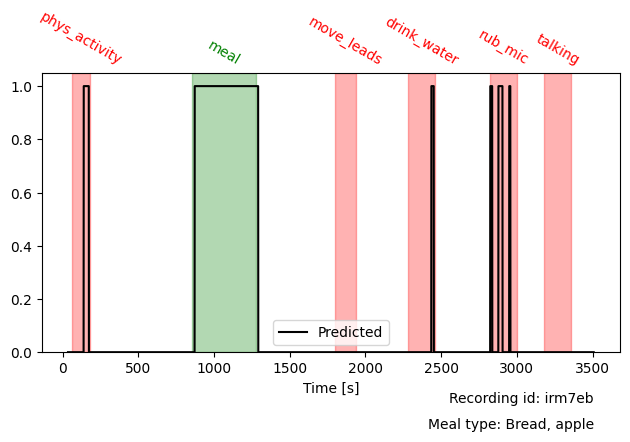 phys_activity
meal
move_leads
drink_water
rub_mic
talking
1.0
0.8
0.6
0.4
0.2
0.0
Predicted
0 500 1000 1500 2000 2500 3000 3500
Time [s]
Recording id: irm7eb
Meal type: Bread, apple